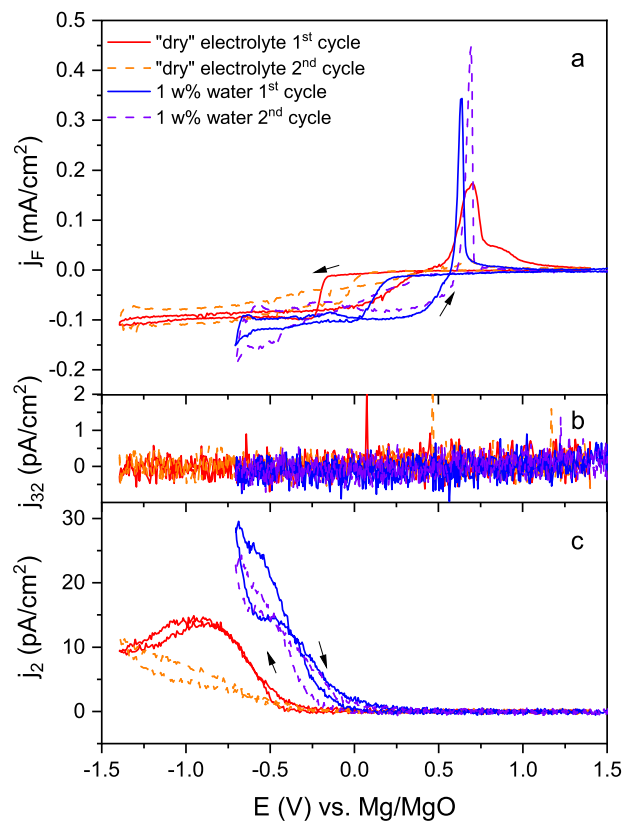 0.5
0.4
0.3
0.2
0.1
0.0
-0.1
-0.2
j_F (mA/cm²)
"dry" electrolyte 1ˢᵗ cycle
"dry" electrolyte 2ⁿᵈ cycle
1 w% water 1ˢᵗ cycle
1 w% water 2ⁿᵈ cycle
a
2
1
0
j₃₂ (pA/cm²)
b
30
20
10
0
j₂ (pA/cm²)
c
-1.5 -1.0 -0.5 0.0 0.5 1.0 1.5
E (V) vs. Mg/MgO